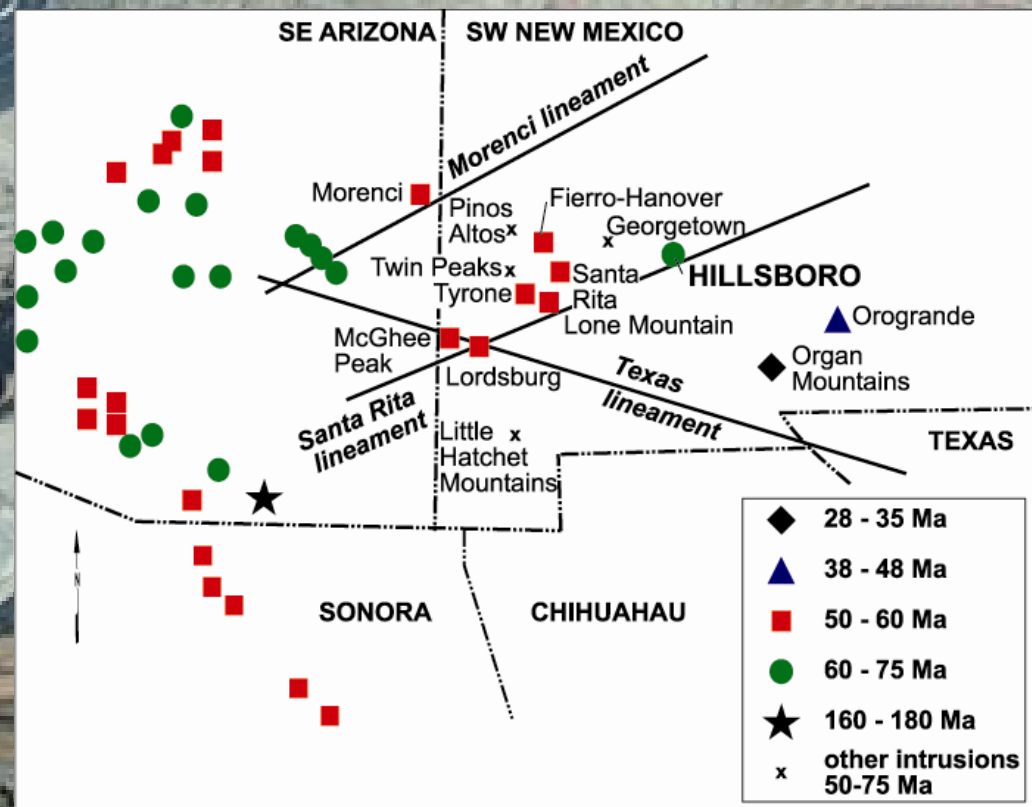 SE ARIZONA
SW NEW MEXICO
Morenci lineament
Morenci
Pinos
Altos
x
Fierro-Hanover
Georgetown
x
Twin Peaks
x
Tyrone
Santa
Rita
HILLSBORO
Lone Mountain
Orogrande
McGhee
Peak
Lordsburg
Organ
Mountains
Texas
lineament
Santa Rita
lineament
Little
Hatchet
Mountains
x
TEXAS
N
SONORA
CHIHUAHAU
28 - 35 Ma
38 - 48 Ma
50 - 60 Ma
60 - 75 Ma
160 - 180 Ma
x other intrusions
50-75 Ma